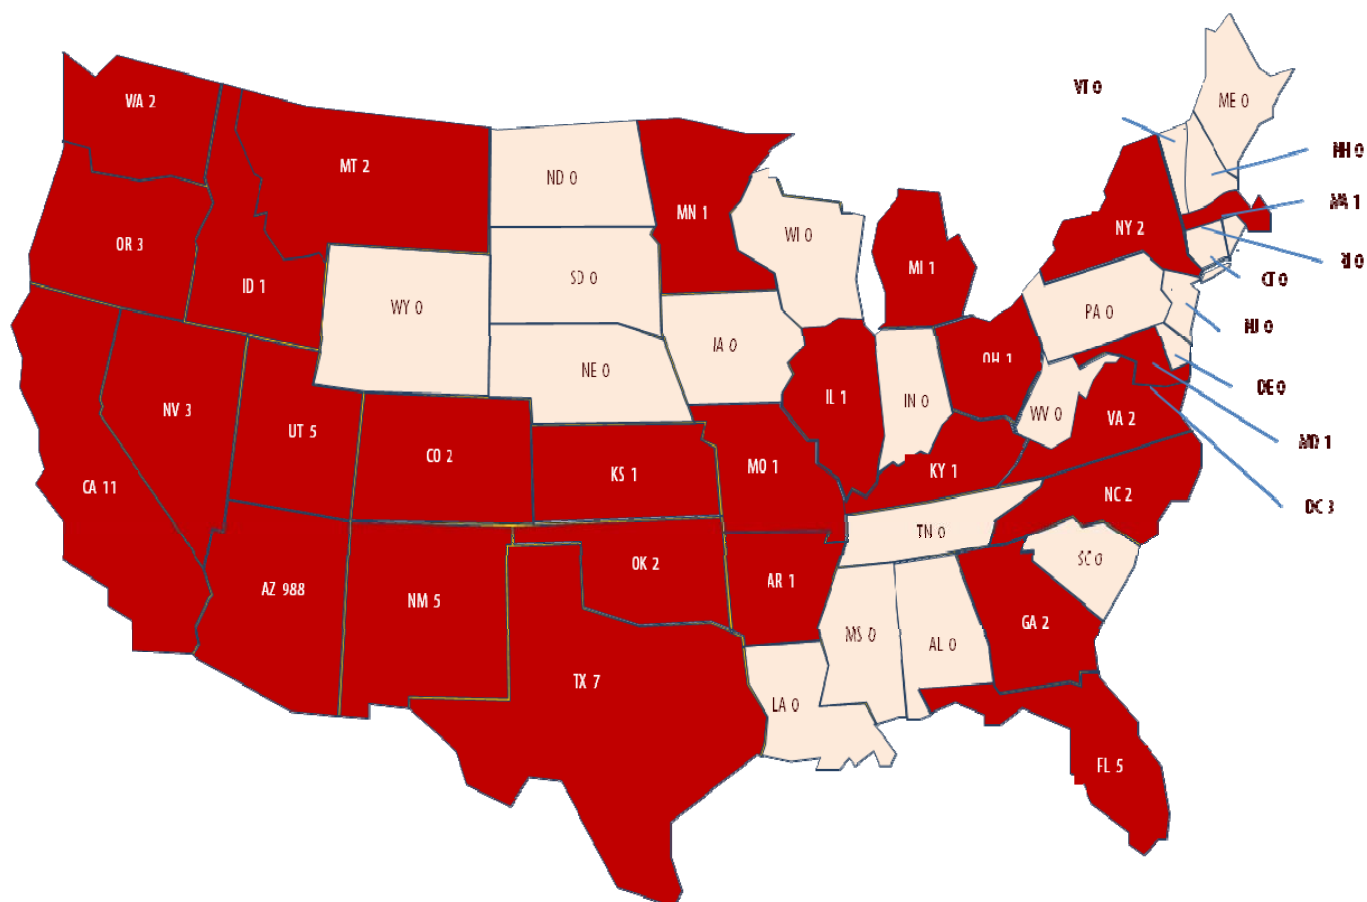 VT 0
ME 0
WA 2
NH 0
MT 2
ND 0
MA 1
MN 1
NY 2
WI 0
OR 3
RI 0
MI 1
SD 0
CT 0
ID 1
WY 0
PA 0
NJ 0
IA 0
OH 1
NE 0
DE 0
IL 1
IN 0
NV 3
WV 0
VA 2
UT 5
MD 1
CO 2
MO 1
KY 1
KS 1
CA 11
NC 2
DC 3
TN 0
SC 0
OK 2
AR 1
AZ 988
NM 5
GA 2
MS 0
AL 0
TX 7
LA 0
FL 5